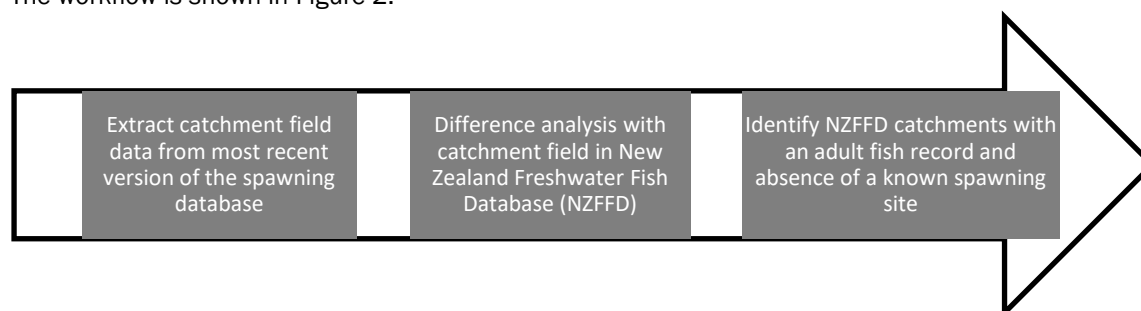 The workflow is shown in Figure 2.
Extract catchment field
data from most recent
version of the spawning
database
Difference analysis with
catchment field in New
Zealand Freshwater Fish
Database (NZFFD)
Identify NZFFD catchments with
an adult fish record and
absence of a known spawning
site